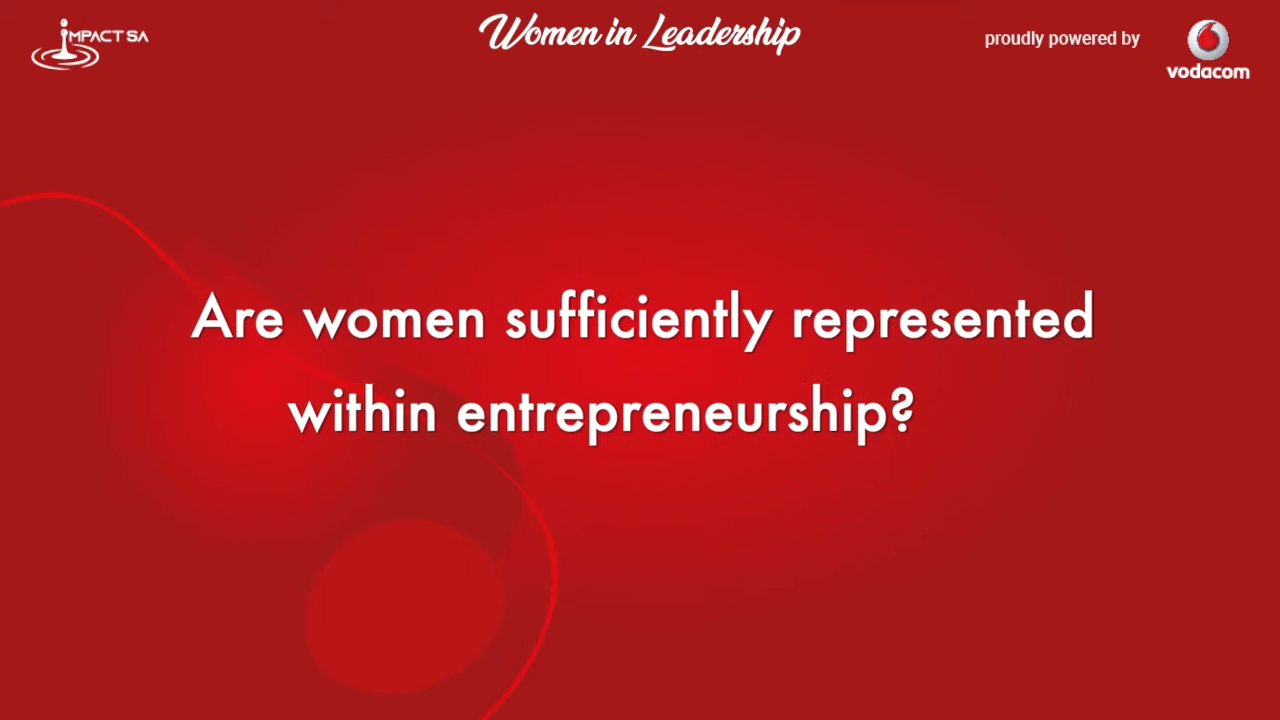 IMPACT SA
Women in Leadership
proudly powered by
vodacom
Are women sufficiently represented
within entrepreneurship?